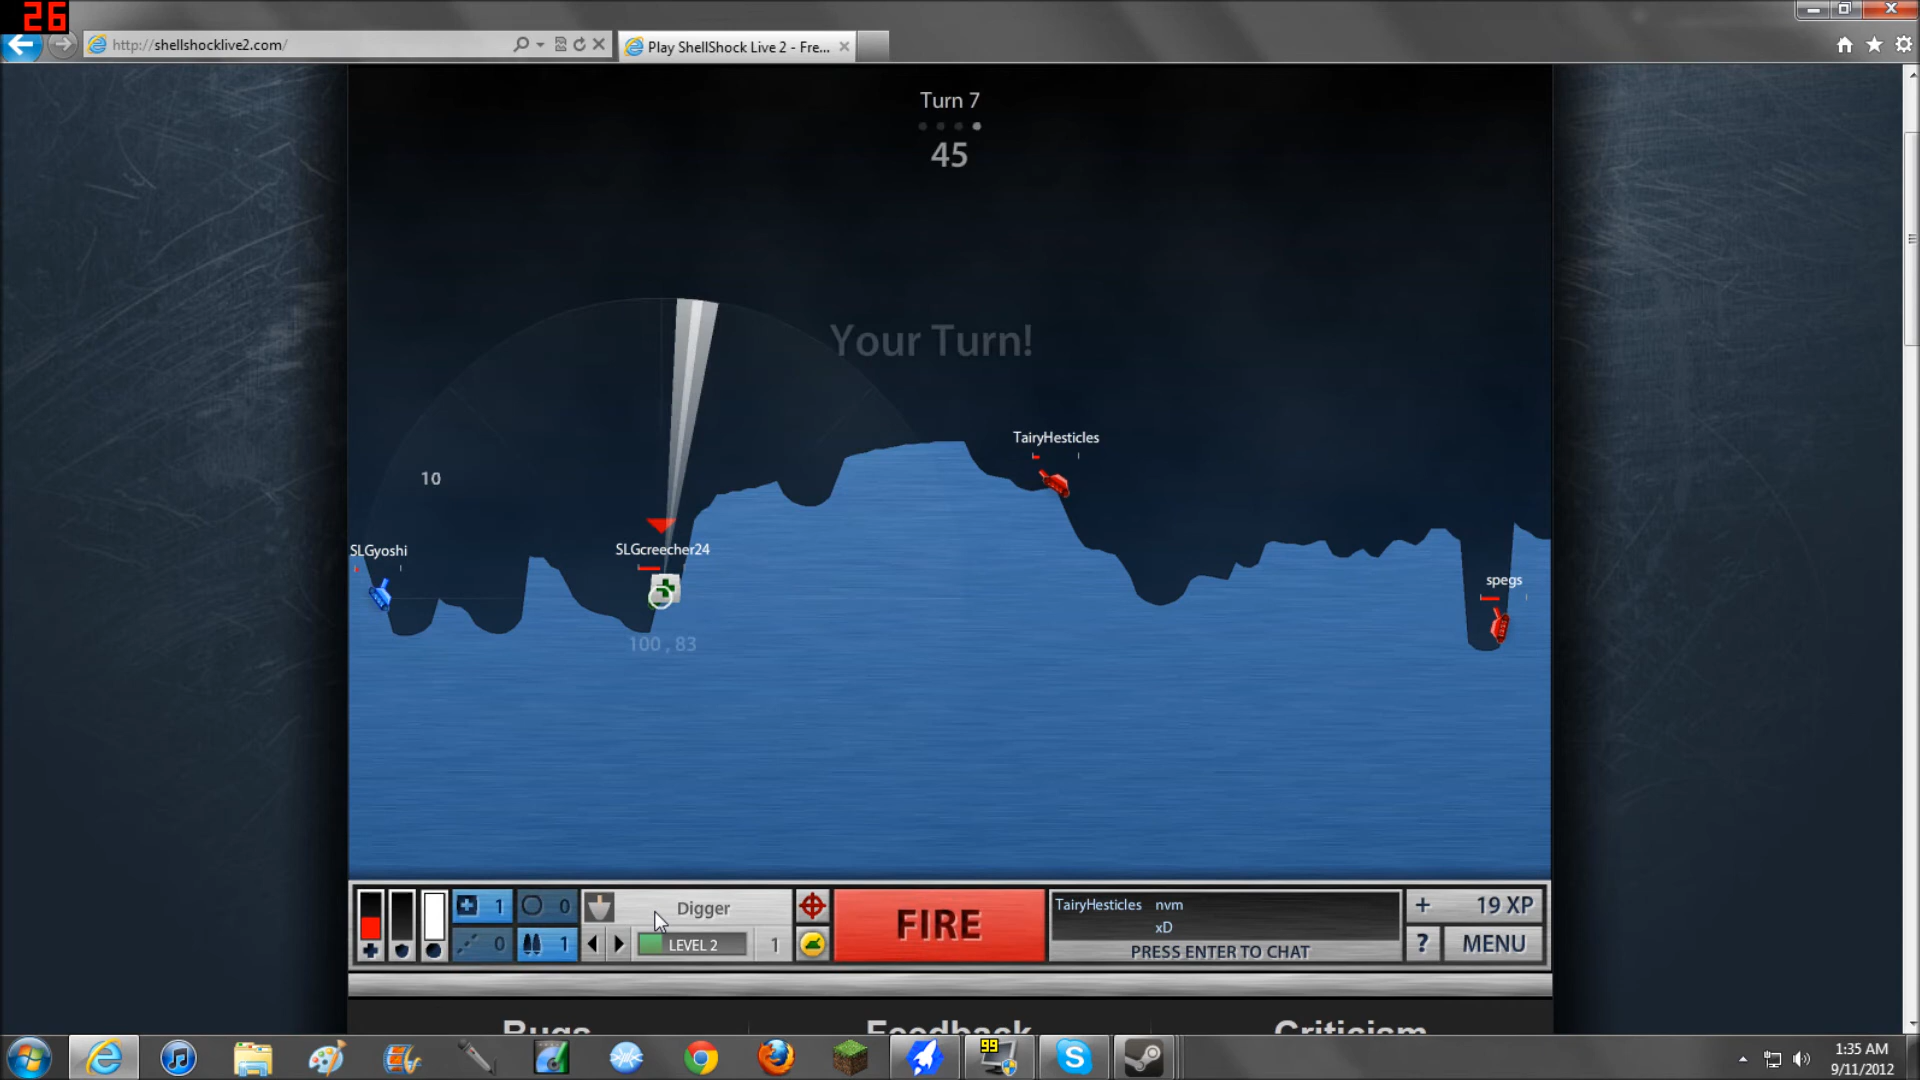 26
http://shellshocklive2.com/
Play ShellShock Live 2 - Fre...
Turn 7
45
Your Turn!
TairyHesticles
10
SLGyoshi
SLGcreecher24
spegs
100 , 83
1
0
Digger
FIRE
TairyHesticles nvm
xD
PRESS ENTER TO CHAT
+ 19 XP
0
1
LEVEL 2
1
? MENU
Bugs
Feedback
Criticism
99
1:35 AM
9/11/2012